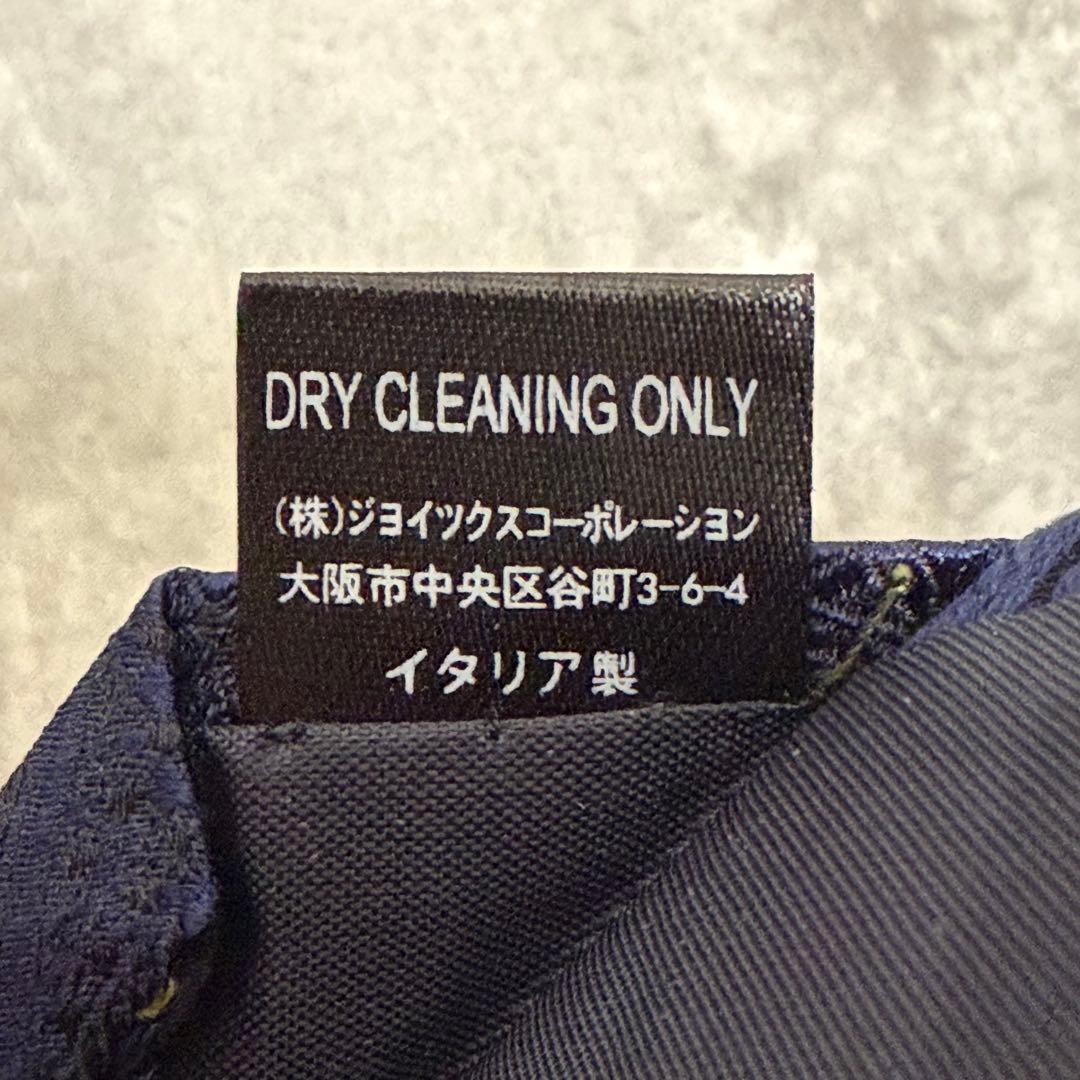 DRY CLEANING ONLY
(株)ジョイックスコーポレーション
大阪市中央区谷町3-6-4
イタリア製